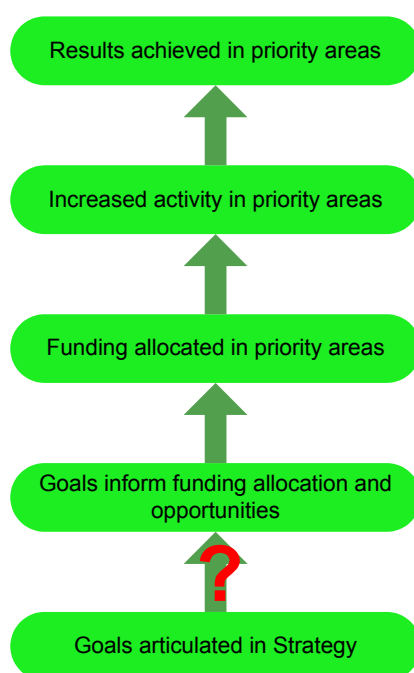 Results achieved in priority areas
Increased activity in priority areas
Funding allocated in priority areas
Goals inform funding allocation and
opportunities
?
Goals articulated in Strategy